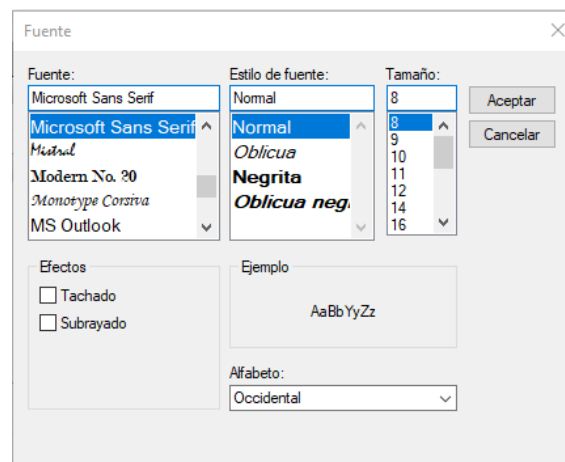 Fuente
Fuente:
Microsoft Sans Serif
Microsoft Sans Serif
Mistral
Modern No. 20
Monotype Corsiva
MS Outlook
Estilo de fuente:
Normal
Normal
Oblicua
Negrita
Oblicua neg
Tamaño:
8
8
9
10
11
12
14
16
Aceptar
Cancelar
Efectos
Tachado
Subrayado
Ejemplo
AaBbYyZz
Alfabeto:
Occidental